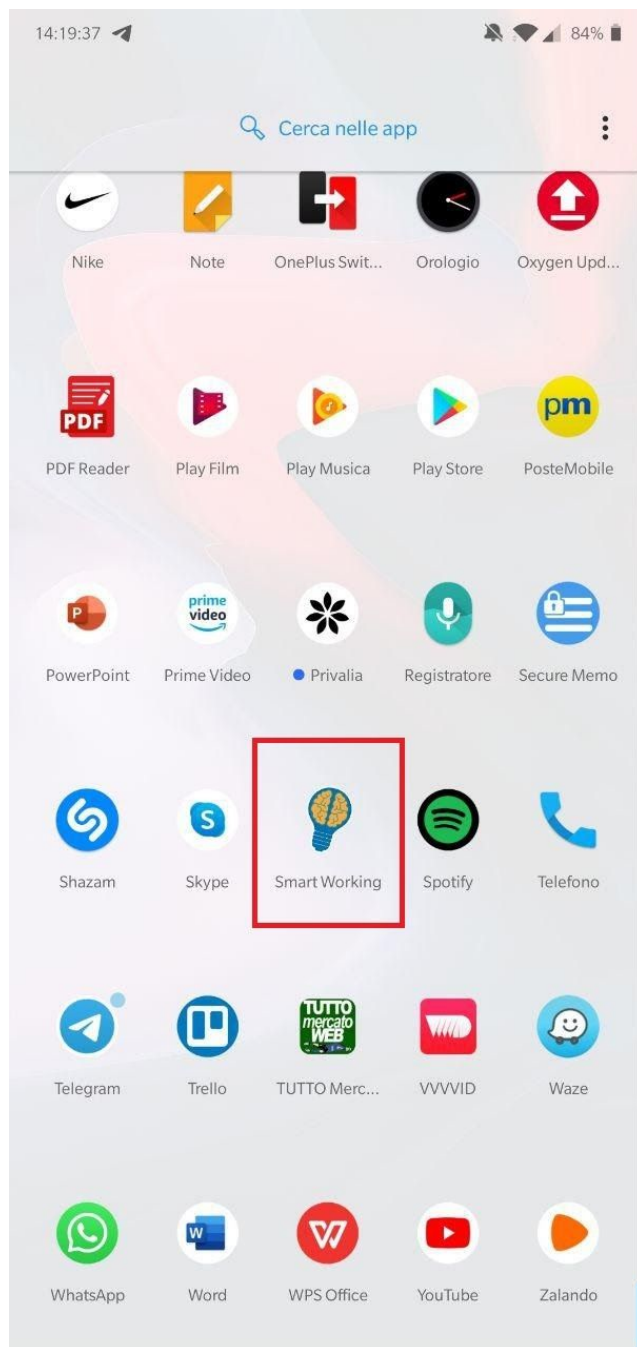 14:19:37 84%
Cerca nelle app
Nike Note OnePlus Swit... Orologio Oxygen Upd...
PDF
pm
PDF Reader Play Film Play Musica Play Store PosteMobile
P
prime
video
PowerPoint Prime Video Privalia Registratore Secure Memo
S
Shazam Skype Smart Working Spotify Telefono
TUTTO
mercato
WEB
VVVVID
Telegram Trello TUTTO Merc... VVVVID Waze
W
W
WhatsApp Word WPS Office YouTube Zalando